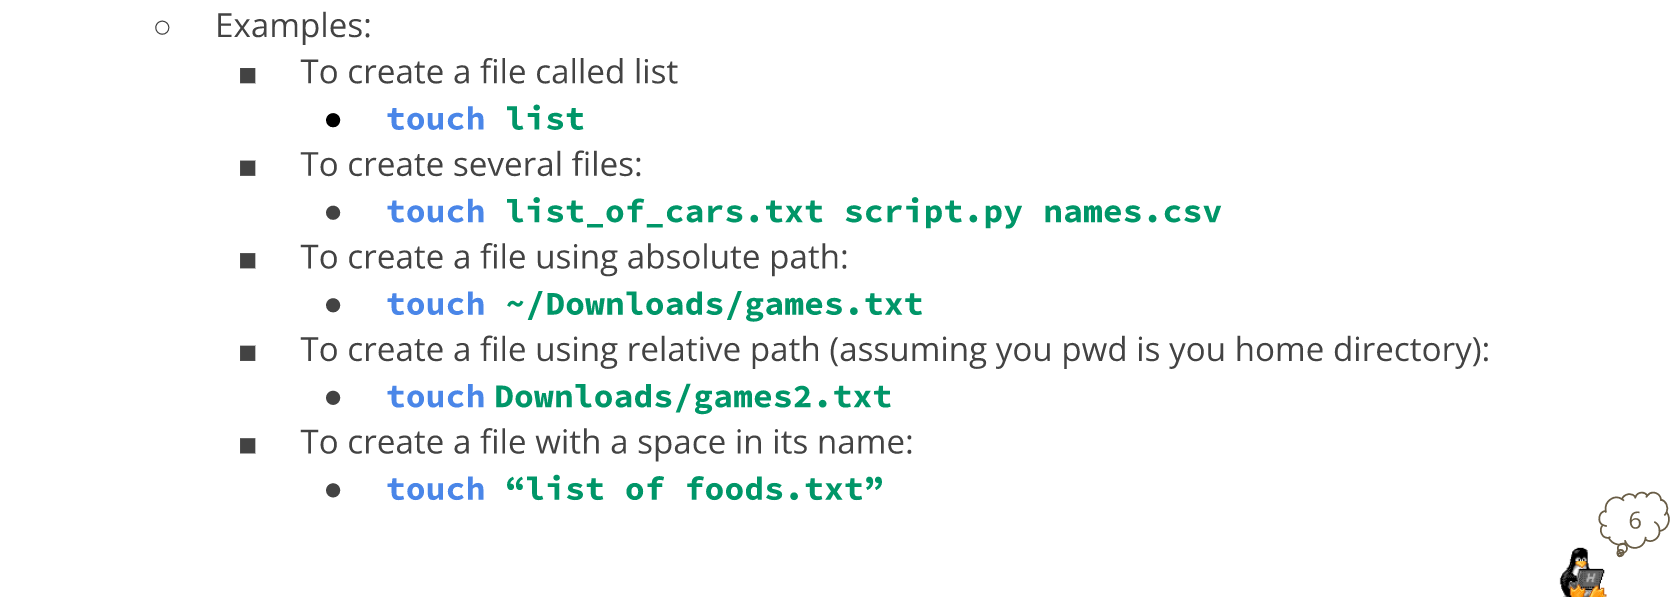 Examples:
To create a file called list
touch list
To create several files:
touch list_of_cars.txt script.py names.csv
To create a file using absolute path:
touch ~/Downloads/games.txt
To create a file using relative path (assuming you pwd is you home directory):
touch Downloads/games2.txt
To create a file with a space in its name:
touch “list of foods.txt”
6
H